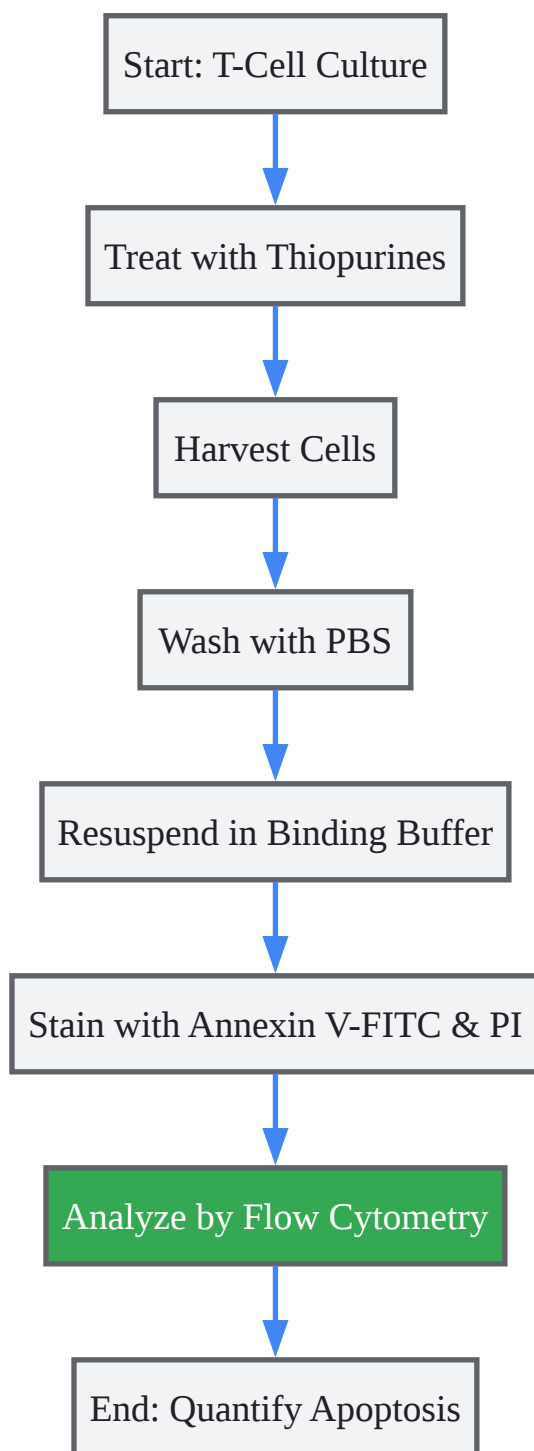 Start: T-Cell Culture
Treat with Thiopurines
Harvest Cells
Wash with PBS
Resuspend in Binding Buffer
Stain with Annexin V-FITC & PI
Analyze by Flow Cytometry
End: Quantify Apoptosis